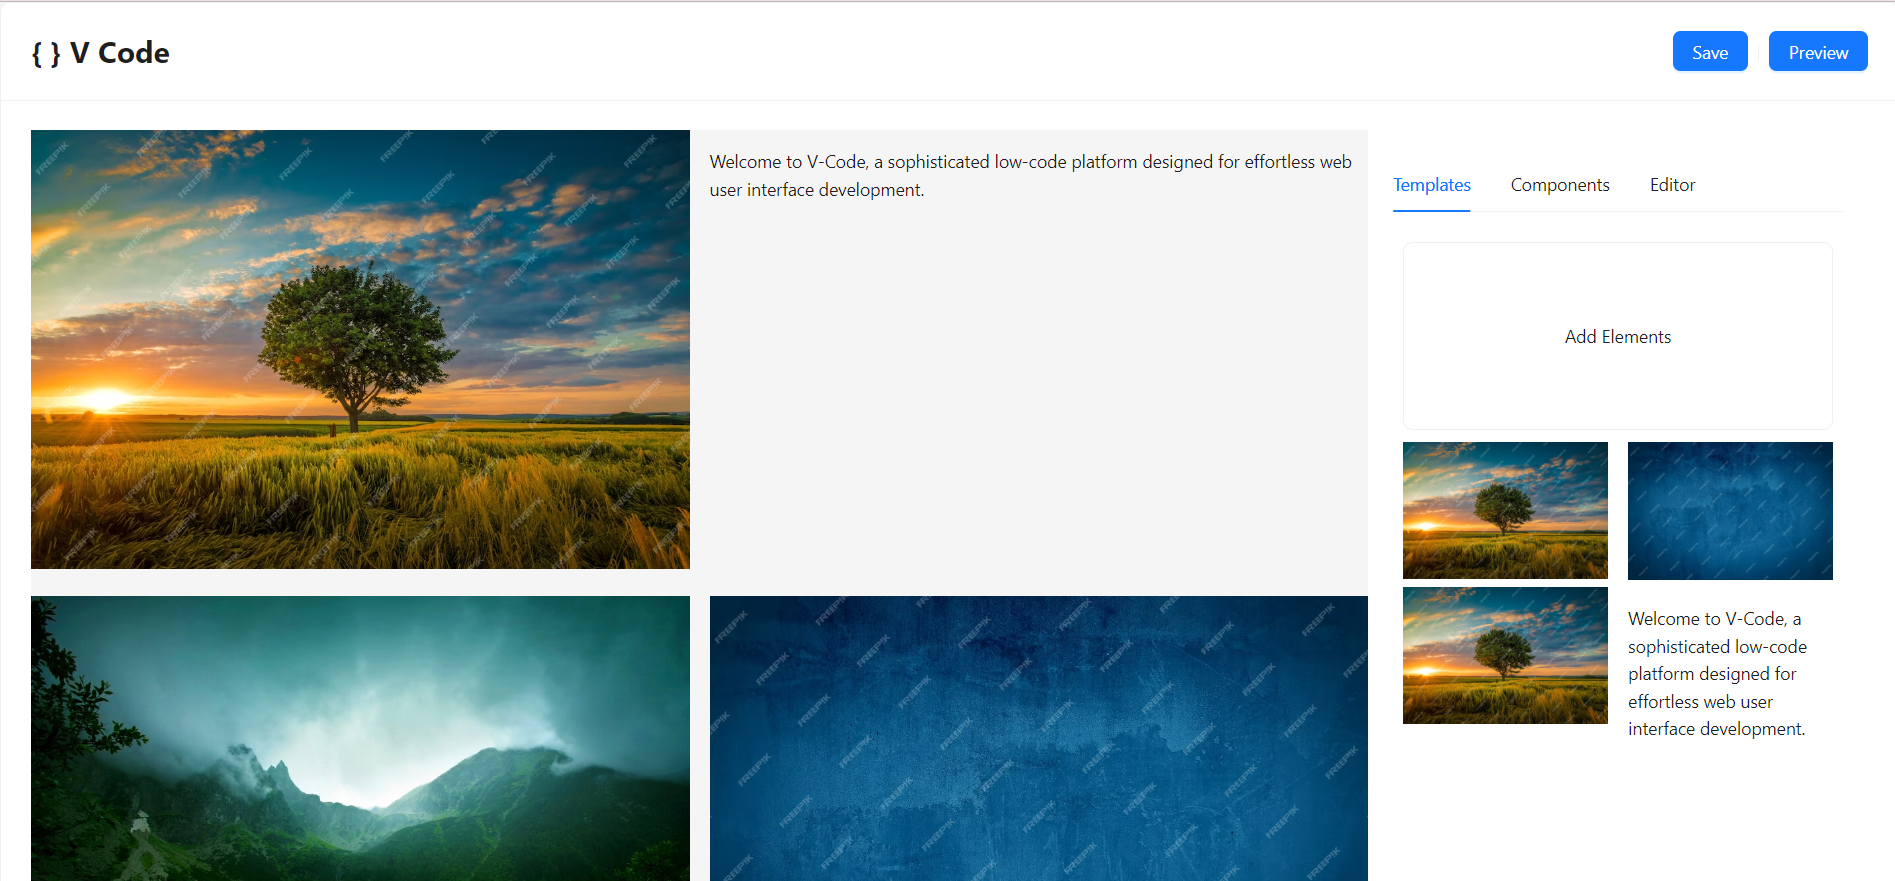 { } V Code
Save
Preview
Welcome to V-Code, a sophisticated low-code platform designed for effortless web
user interface development.
Templates
Components
Editor
Add Elements
Welcome to V-Code, a
sophisticated low-code
platform designed for
effortless web user
interface development.
FREEPIK